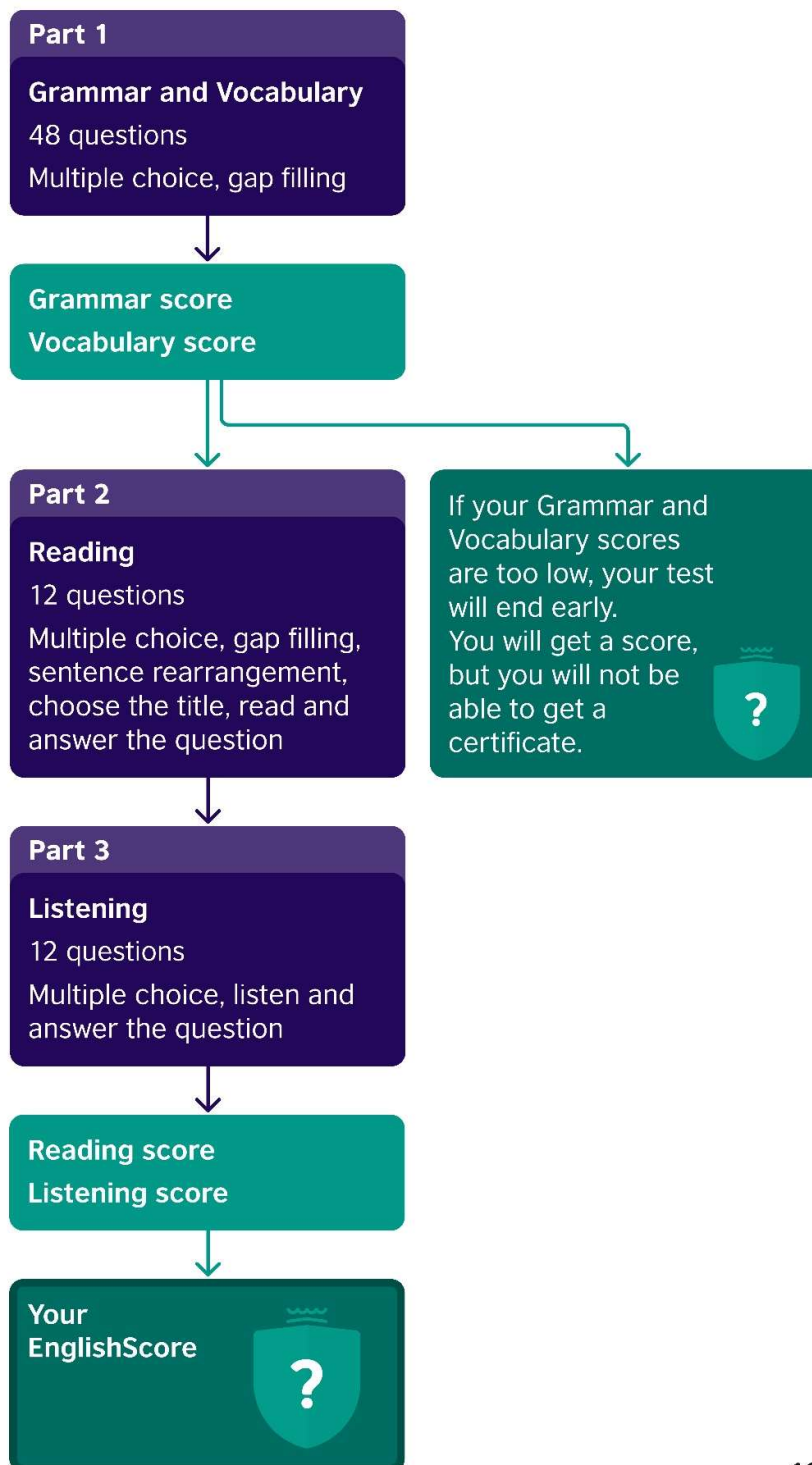 Part 1
Grammar and Vocabulary
48 questions
Multiple choice, gap filling
Grammar score
Vocabulary score
Part 2
Reading
12 questions
Multiple choice, gap filling,
sentence rearrangement,
choose the title, read and
answer the question
If your Grammar and
Vocabulary scores
are too low, your test
will end early.
You will get a score,
but you will not be
able to get a
certificate.
?
Part 3
Listening
12 questions
Multiple choice, listen and
answer the question
Reading score
Listening score
Your
EnglishScore
?